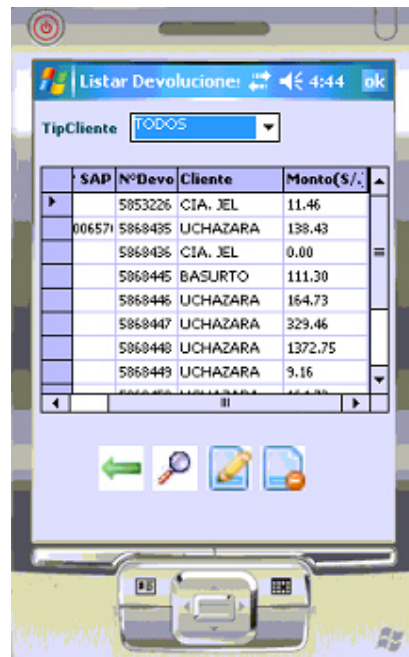 Listar Devolucione: 4:44 ok
TipCliente TODOS
SAP NºDevo Cliente Monto(S/.
5853226 CIA. JEL 11.46
00657 5868435 UCHAZARA 138.43
5868436 CIA. JEL 0.00
5868445 BASURTO 111.30
5868446 UCHAZARA 164.73
5868447 UCHAZARA 329.46
5868448 UCHAZARA 1372.75
5868449 UCHAZARA 9.16